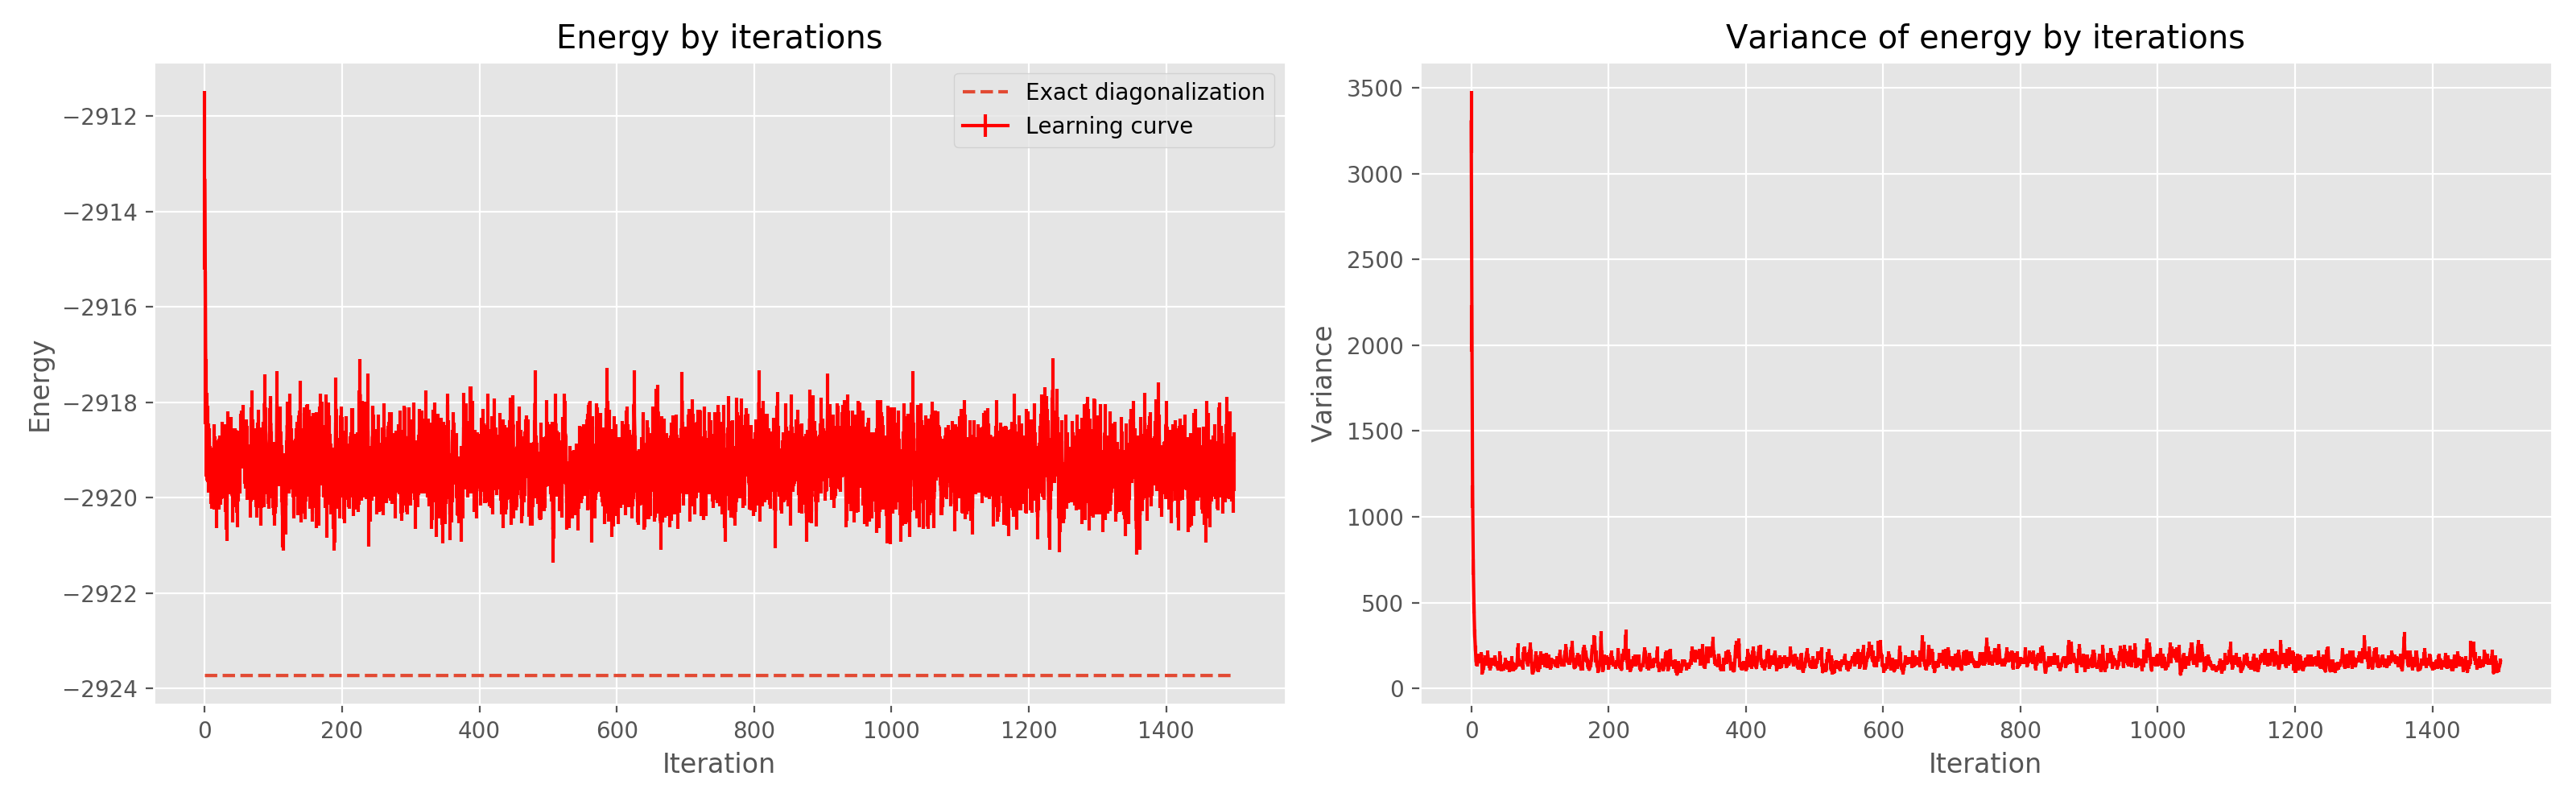 Energy by iterations
Exact diagonalization
Learning curve
−2912
−2914
−2916
−2918
−2920
−2922
−2924
Energy
0 200 400 600 800 1000 1200 1400
Iteration
Variance of energy by iterations
3500
3000
2500
2000
1500
1000
500
0
Variance
0 200 400 600 800 1000 1200 1400
Iteration